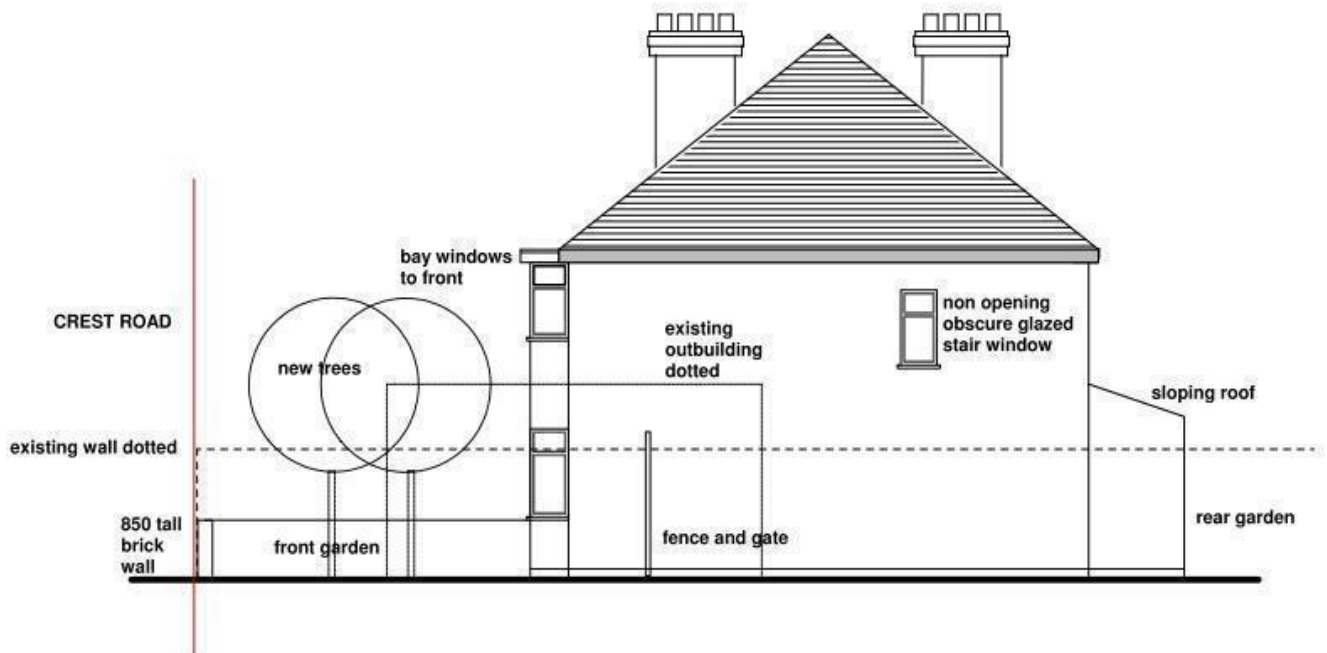 bay windows
to front
CREST ROAD
new trees
existing
outbuilding
dotted
non opening
obscure glazed
stair window
sloping roof
existing wall dotted
850 tall
brick
wall
front garden
fence and gate
rear garden